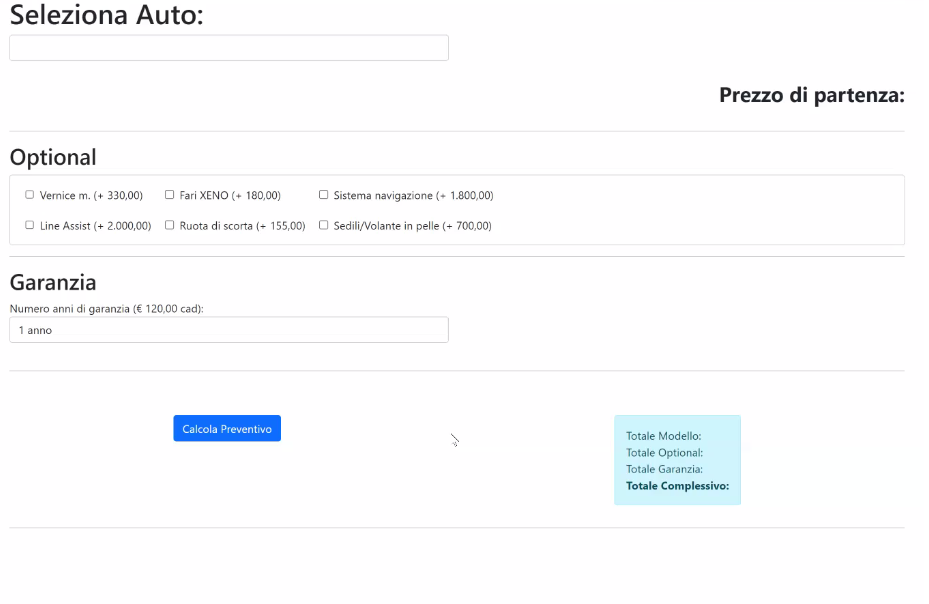 Seleziona Auto:
Prezzo di partenza:
Optional
Vernice m. (+ 330,00) Fari XENO (+ 180,00) Sistema navigazione (+ 1.800,00)
Line Assist (+ 2.000,00) Ruota di scorta (+ 155,00) Sedili/Volante in pelle (+ 700,00)
Garanzia
Numero anni di garanzia (€ 120,00 cad):
1 anno
Calcola Preventivo
Totale Modello:
Totale Optional:
Totale Garanzia:
Totale Complessivo: